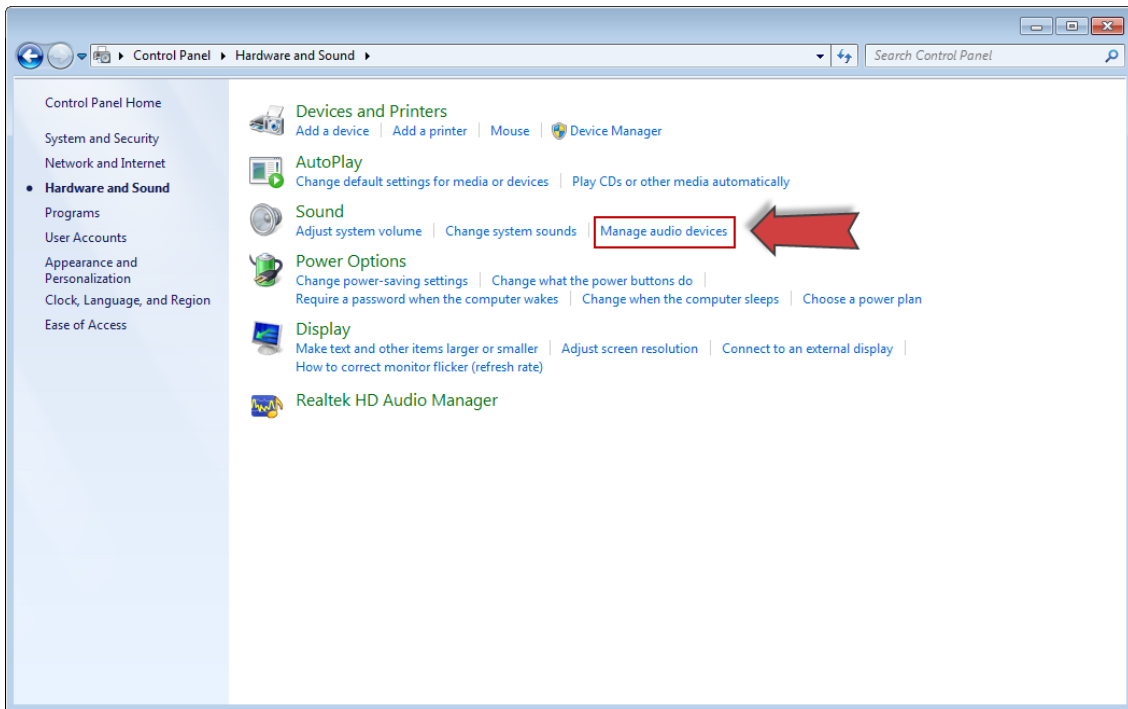 Control Panel Hardware and Sound Search Control Panel
Control Panel Home
System and Security
Network and Internet
Hardware and Sound
Programs
User Accounts
Appearance and
Personalization
Clock, Language, and Region
Ease of Access
Devices and Printers
Add a device Add a printer Mouse Device Manager
AutoPlay
Change default settings for media or devices Play CDs or other media automatically
Sound
Adjust system volume Change system sounds Manage audio devices
Power Options
Change power-saving settings Change what the power buttons do
Require a password when the computer wakes Change when the computer sleeps Choose a power plan
Display
Make text and other items larger or smaller Adjust screen resolution Connect to an external display
How to correct monitor flicker (refresh rate)
Realtek HD Audio Manager